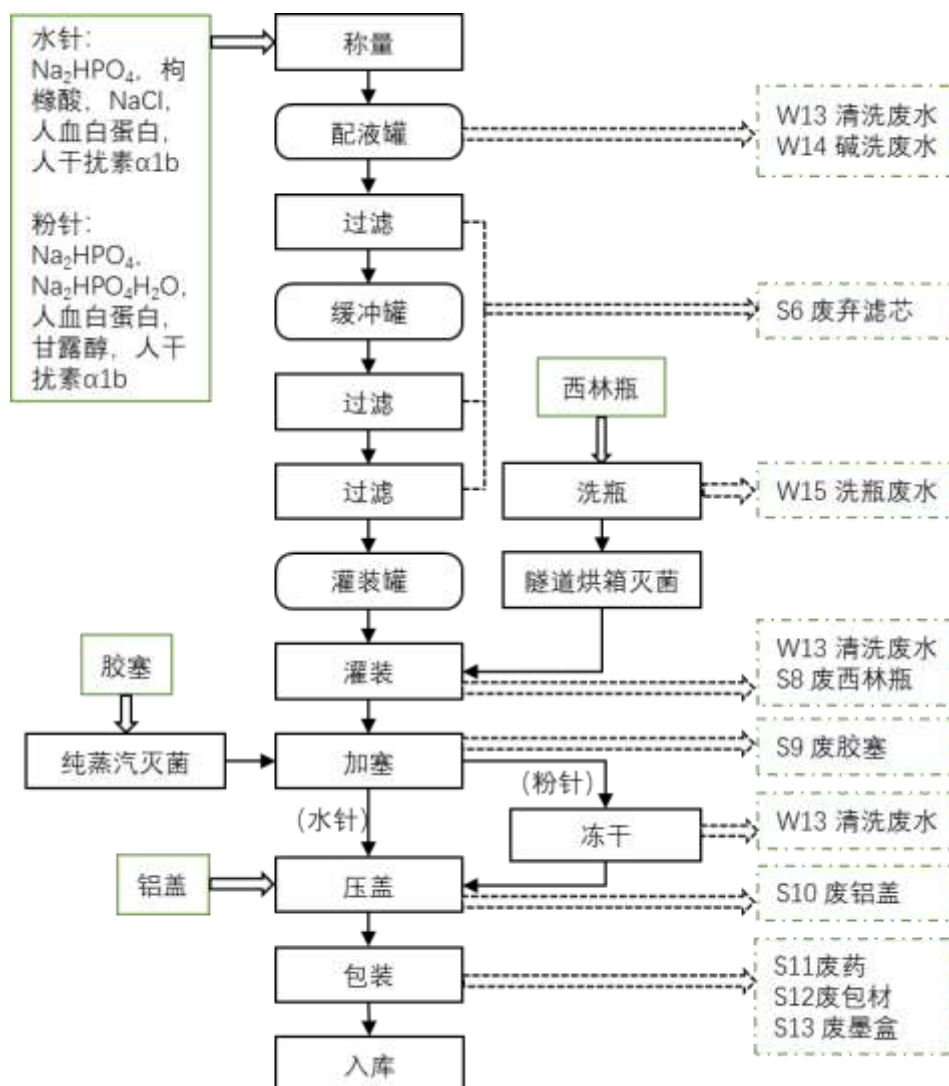 水针：
Na₂HPO₄，枸
橼酸，NaCl，
人血白蛋白，
人干扰素α1b
粉针：
Na₂HPO₄，
Na₂HPO₄H₂O，
人血白蛋白，
甘露醇，人干
扰素α1b
称量
配液罐
W13 清洗废水
W14 碱洗废水
过滤
缓冲罐
S6 废弃滤芯
过滤
西林瓶
过滤
洗瓶
W15 洗瓶废水
灌装罐
隧道烘箱灭菌
胶塞
灌装
W13 清洗废水
S8 废西林瓶
纯蒸汽灭菌
加塞
S9 废胶塞
(水针)
(粉针)
冻干
W13 清洗废水
铝盖
压盖
S10 废铝盖
包装
S11废药
S12废包材
S13 废墨盒
入库